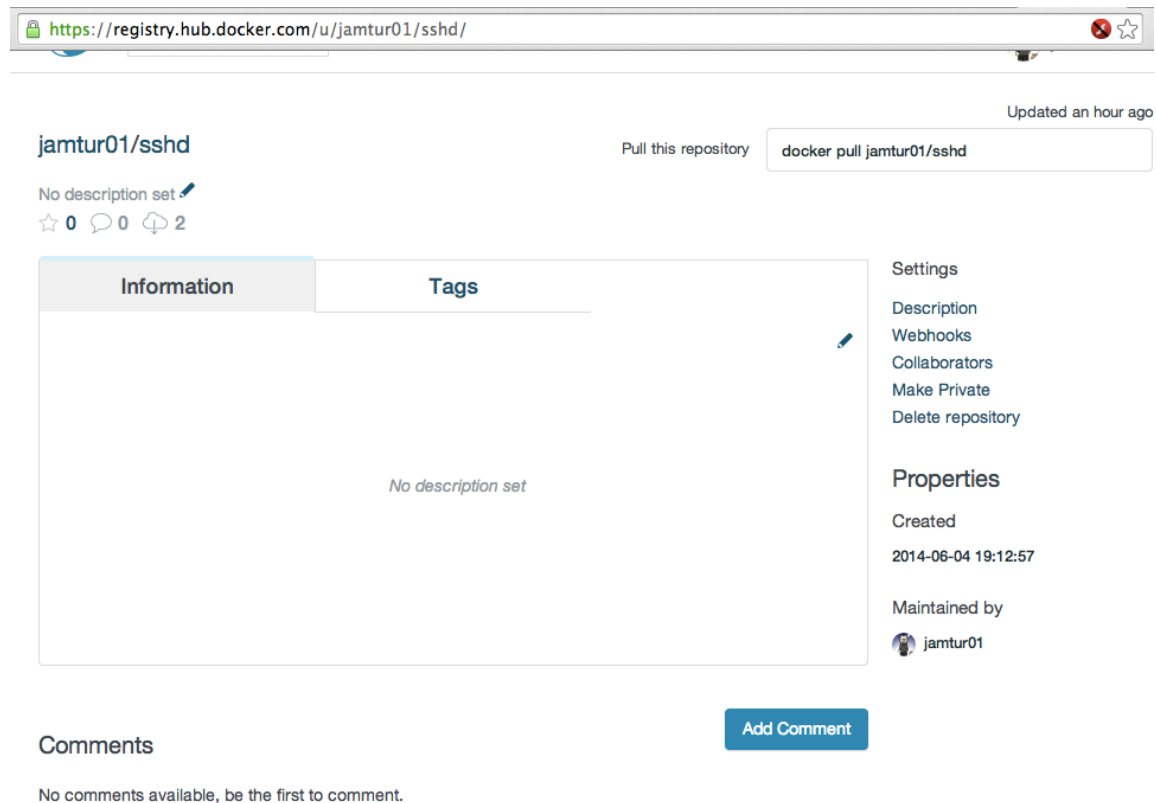 https://registry.hub.docker.com/u/jamtur01/sshd/
Updated an hour ago
jamtur01/sshd
Pull this repository
docker pull jamtur01/sshd
No description set
0 0 2
Information
Tags
No description set
Settings
Description
Webhooks
Collaborators
Make Private
Delete repository
Properties
Created
2014-06-04 19:12:57
Maintained by
jamtur01
Add Comment
Comments
No comments available, be the first to comment.